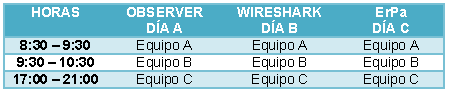 HORAS OBSERVER WIRESHARK ErPa
DÍA A DÍA B DÍA C
8:30 – 9:30 Equipo A Equipo A Equipo A
9:30 – 10:30 Equipo B Equipo B Equipo B
17:00 – 21:00 Equipo C Equipo C Equipo C